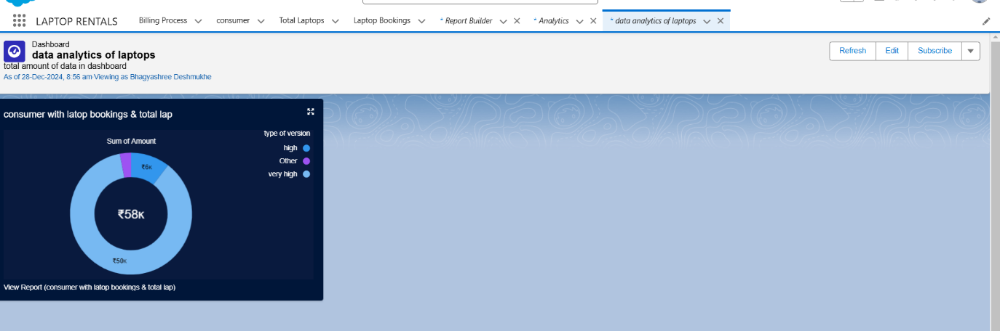 LAPTOP RENTALS
Billing Process
consumer
Total Laptops
Laptop Bookings
* Report Builder
* Analytics
* data analytics of laptops
Dashboard
data analytics of laptops
total amount of data in dashboard
As of 28-Dec-2024, 8:56 am·Viewing as Bhagyashree Deshmukhe
Refresh
Edit
Subscribe
consumer with latop bookings & total lap
Sum of Amount
type of version
high
Other
very high
₹6K
₹58K
₹50K
View Report (consumer with latop bookings & total lap)